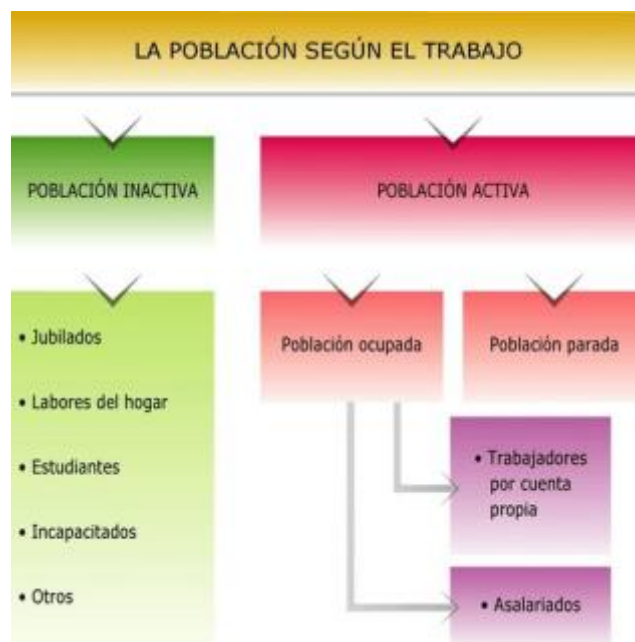 LA POBLACIÓN SEGÚN EL TRABAJO
POBLACIÓN INACTIVA
POBLACIÓN ACTIVA
• Jubilados
• Labores del hogar
• Estudiantes
• Incapacitados
• Otros
Población ocupada
Población parada
• Trabajadores
por cuenta
propia
• Asalariados